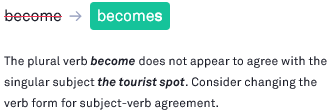 become → becomes
The plural verb become does not appear to agree with the
singular subject the tourist spot. Consider changing the
verb form for subject-verb agreement.